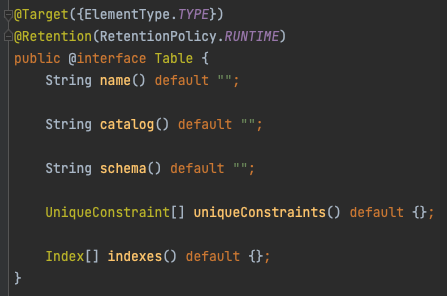 @Target({ElementType.TYPE})
@Retention(RetentionPolicy.RUNTIME)
public @interface Table {
    String name() default "";
    String catalog() default "";
    String schema() default "";
    UniqueConstraint[] uniqueConstraints() default {};
    Index[] indexes() default {};
}